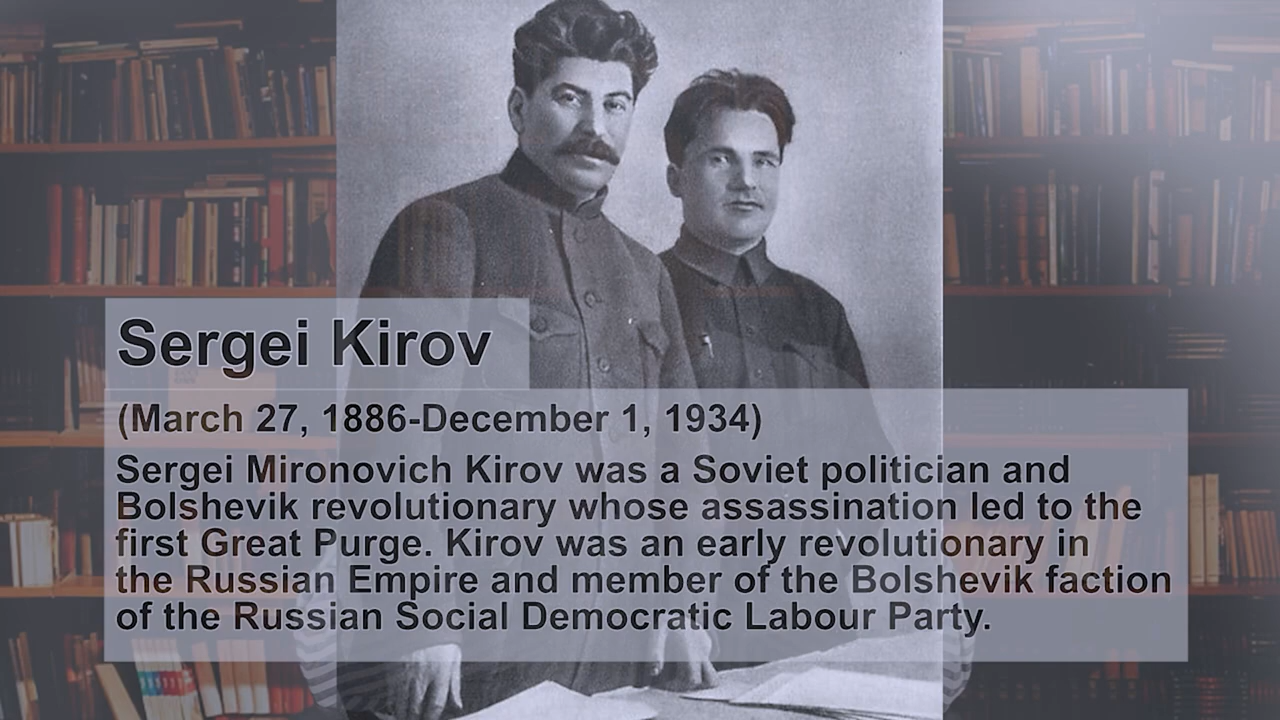 Sergei Kirov
(March 27, 1886-December 1, 1934)
Sergei Mironovich Kirov was a Soviet politician and
Bolshevik revolutionary whose assassination led to the
first Great Purge. Kirov was an early revolutionary in
the Russian Empire and member of the Bolshevik faction
of the Russian Social Democratic Labour Party.